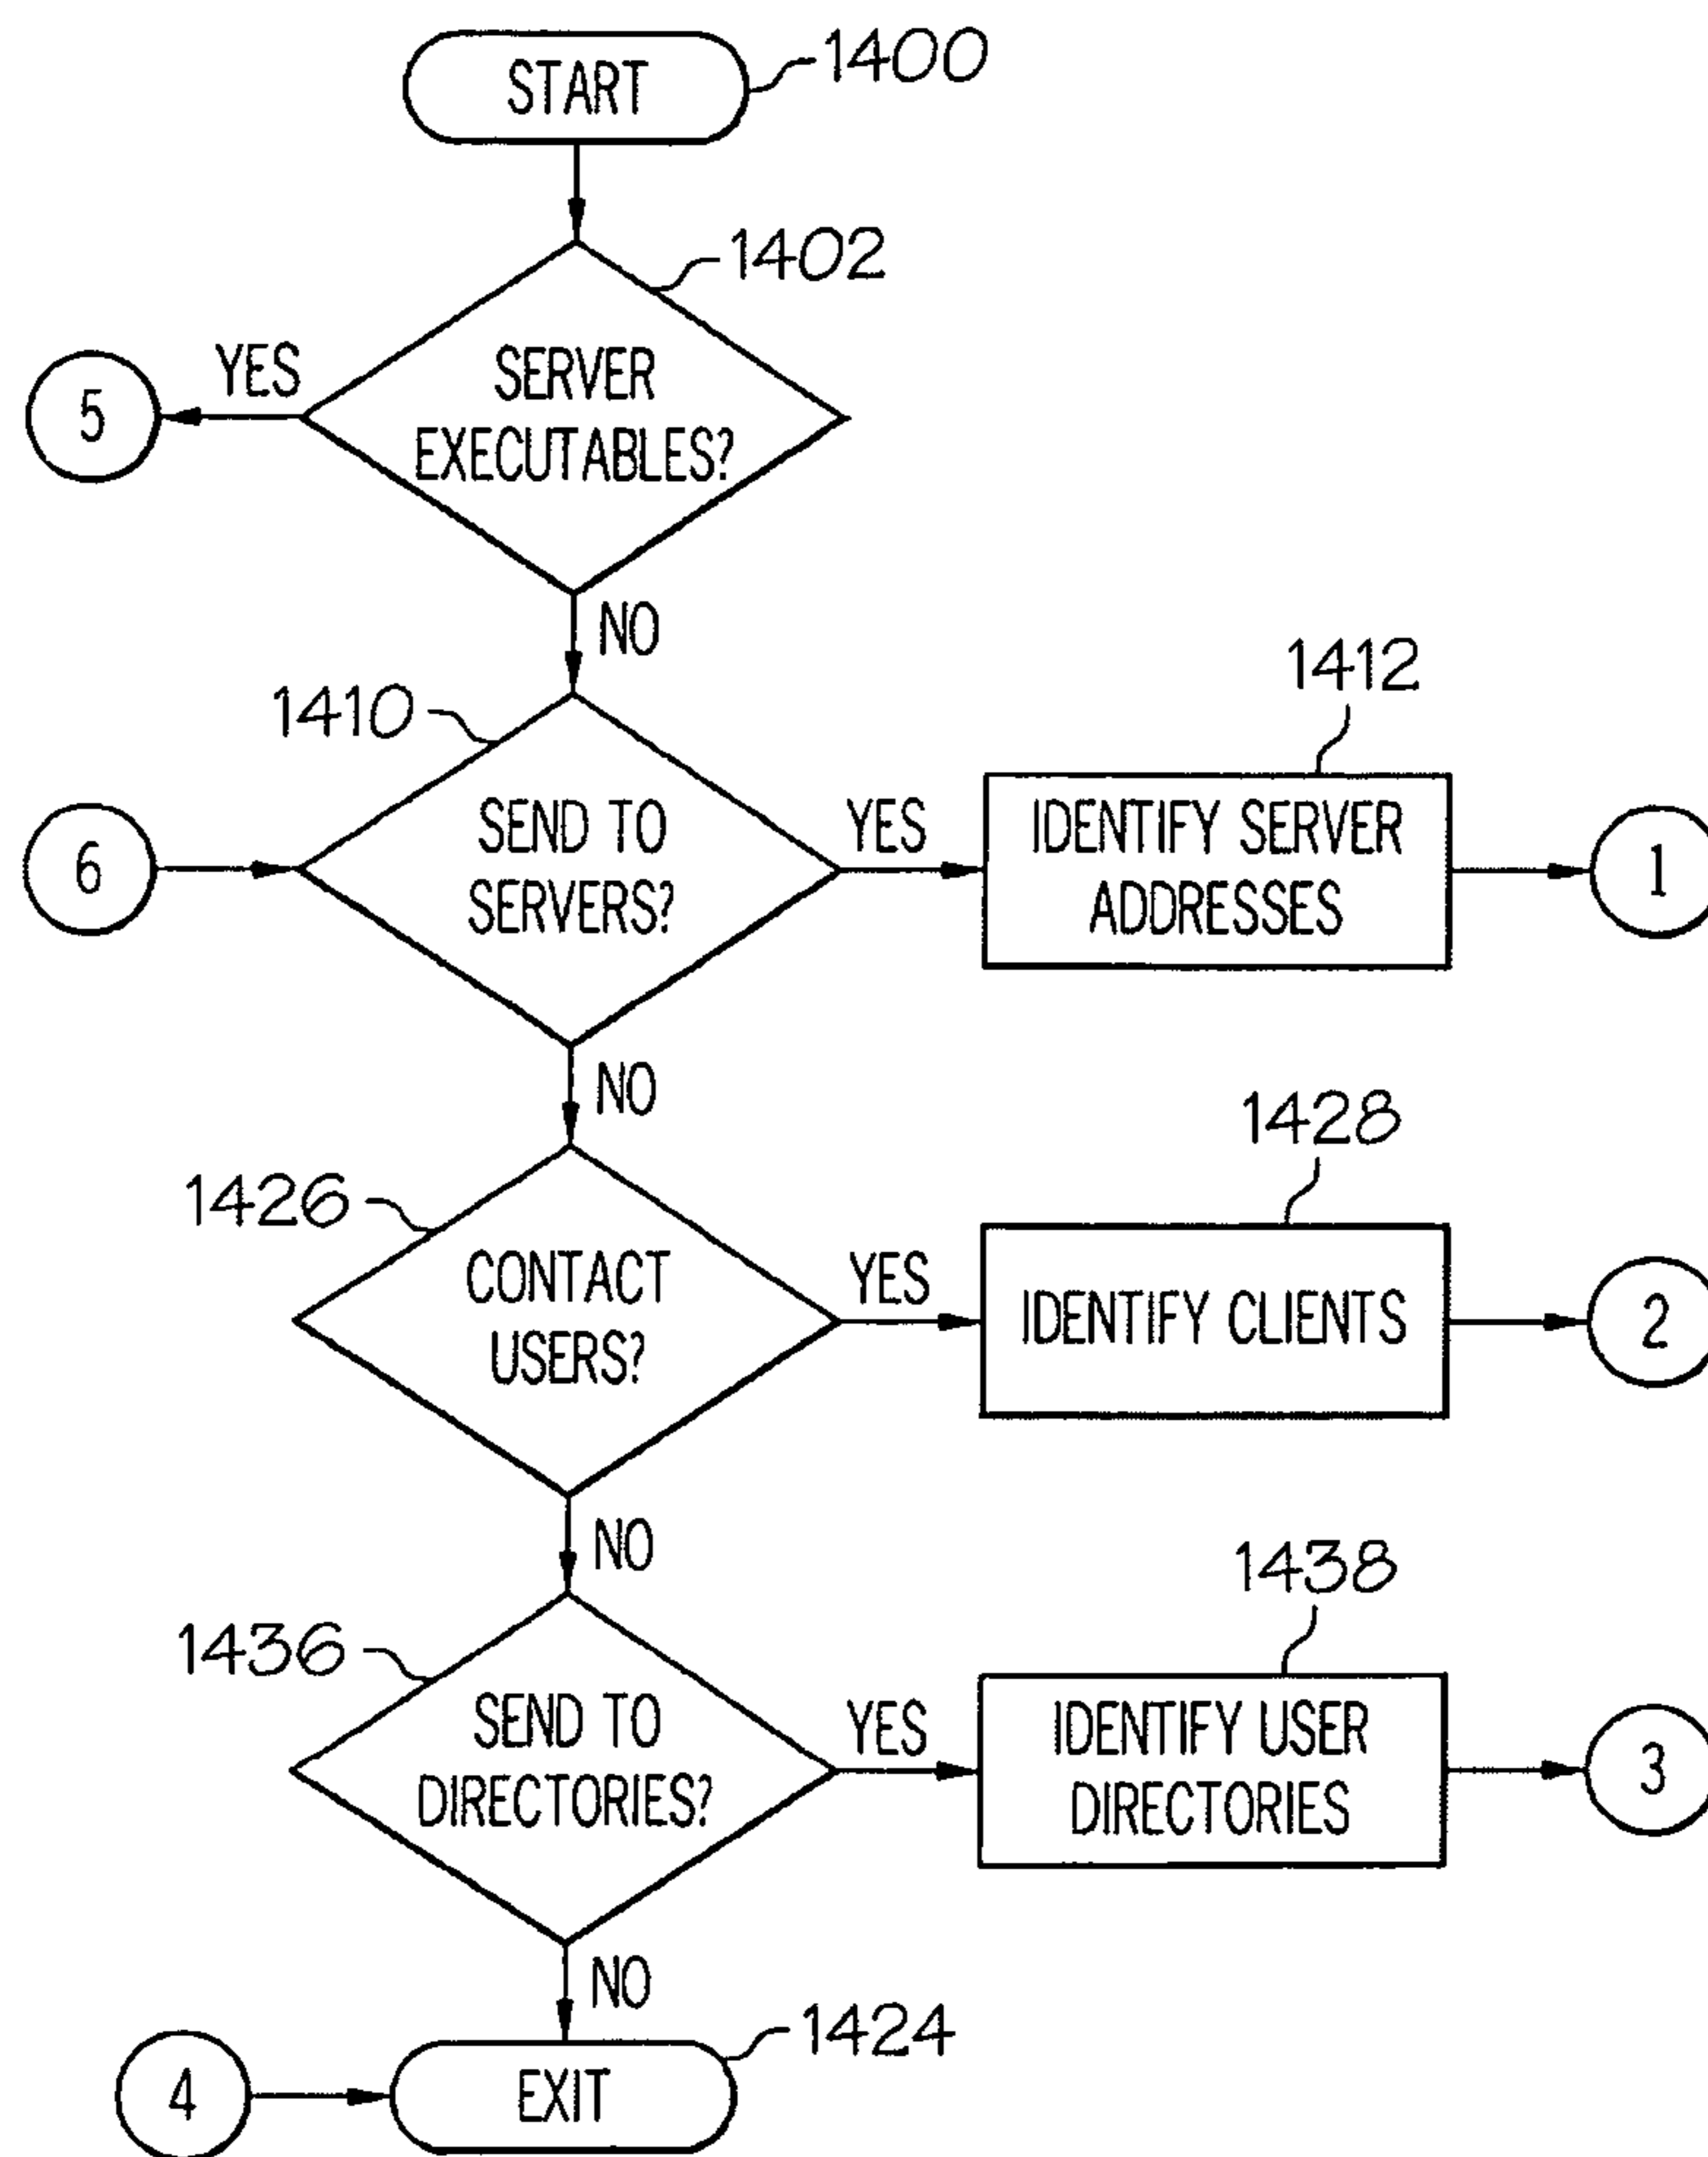 START
1400
1402
YES
SERVER
EXECUTABLES?
5
NO
1410
1412
6
SEND TO
SERVERS?
YES
IDENTIFY SERVER
ADDRESSES
1
NO
1426
1428
CONTACT
USERS?
YES
IDENTIFY CLIENTS
2
NO
1436
1438
SEND TO
DIRECTORIES?
YES
IDENTIFY USER
DIRECTORIES
3
NO
1424
4
EXIT